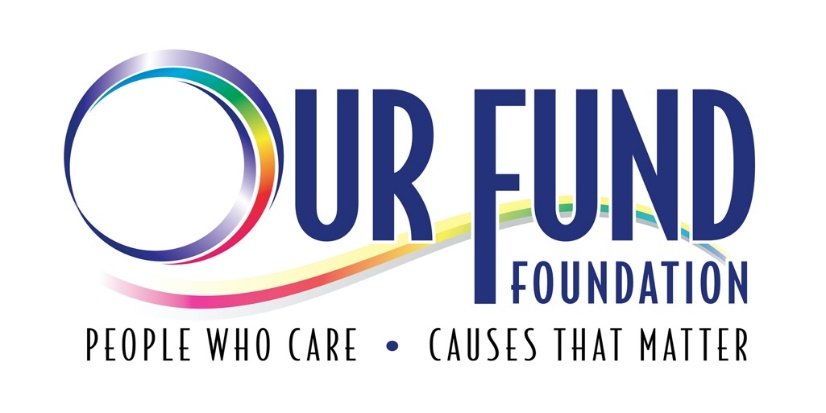 OUR FUND
FOUNDATION
PEOPLE WHO CARE • CAUSES THAT MATTER